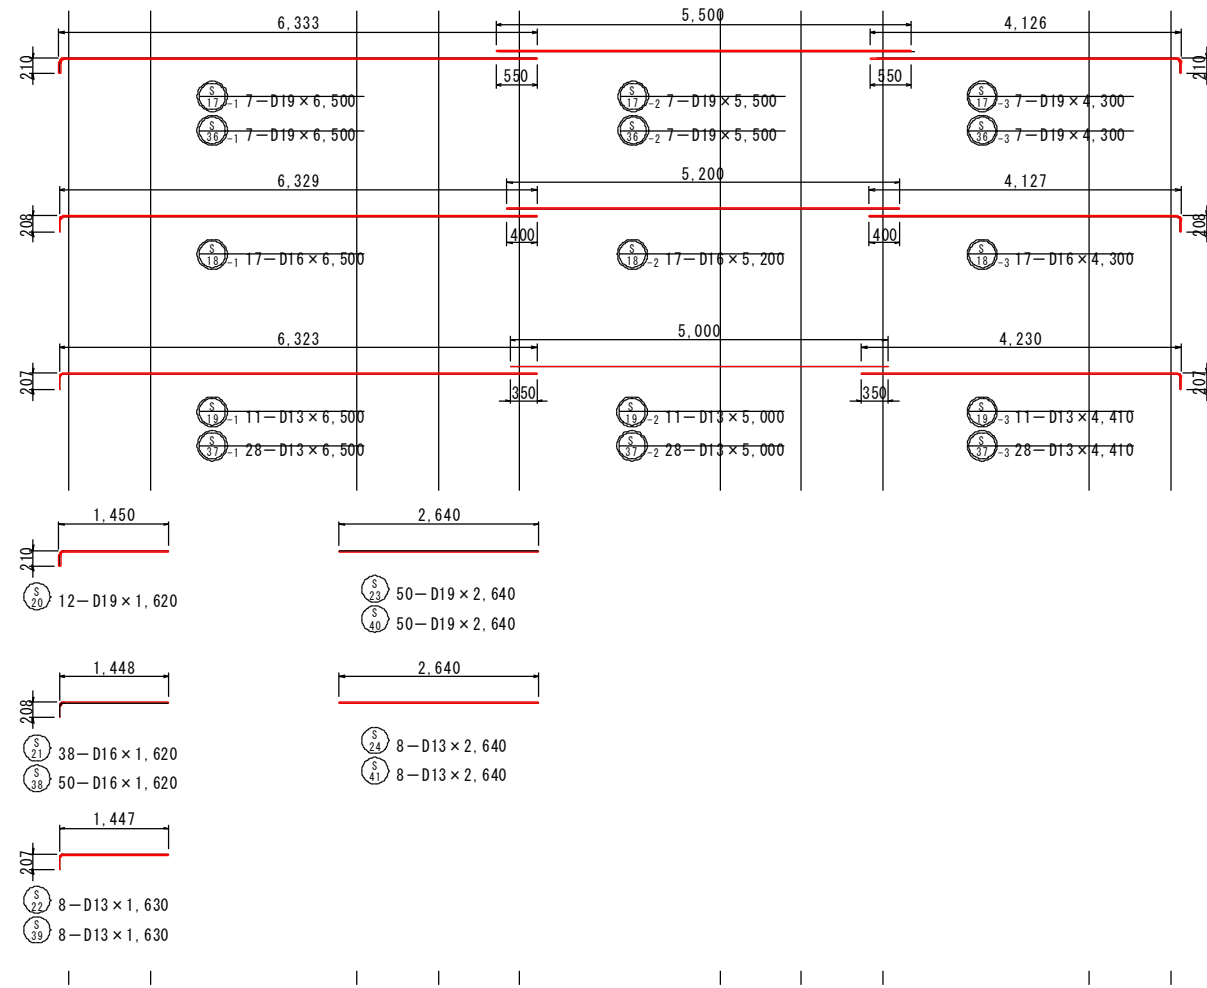 6,333 5,500 4,126
210 550 550 210
S 17 -1 7-D19×6,500 S 17 -2 7-D19×5,500 S 17 -3 7-D19×4,300
S 36 -1 7-D19×6,500 S 36 -2 7-D19×5,500 S 36 -3 7-D19×4,300
6,329 5,200 4,127
208 400 400 208
S 18 -1 17-D16×6,500 S 18 -2 17-D16×5,200 S 18 -3 17-D16×4,300
6,323 5,000 4,230
207 350 350 207
S 19 -1 11-D13×6,500 S 19 -2 11-D13×5,000 S 19 -3 11-D13×4,410
S 37 -1 28-D13×6,500 S 37 -2 28-D13×5,000 S 37 -3 28-D13×4,410
1,450 2,640
210
S 20 12-D19×1,620 S 23 50-D19×2,640
S 40 50-D19×2,640
1,448 2,640
208
S 21 38-D16×1,620 S 24 8-D13×2,640
S 38 50-D16×1,620 S 41 8-D13×2,640
1,447
207
S 22 8-D13×1,630
S 39 8-D13×1,630